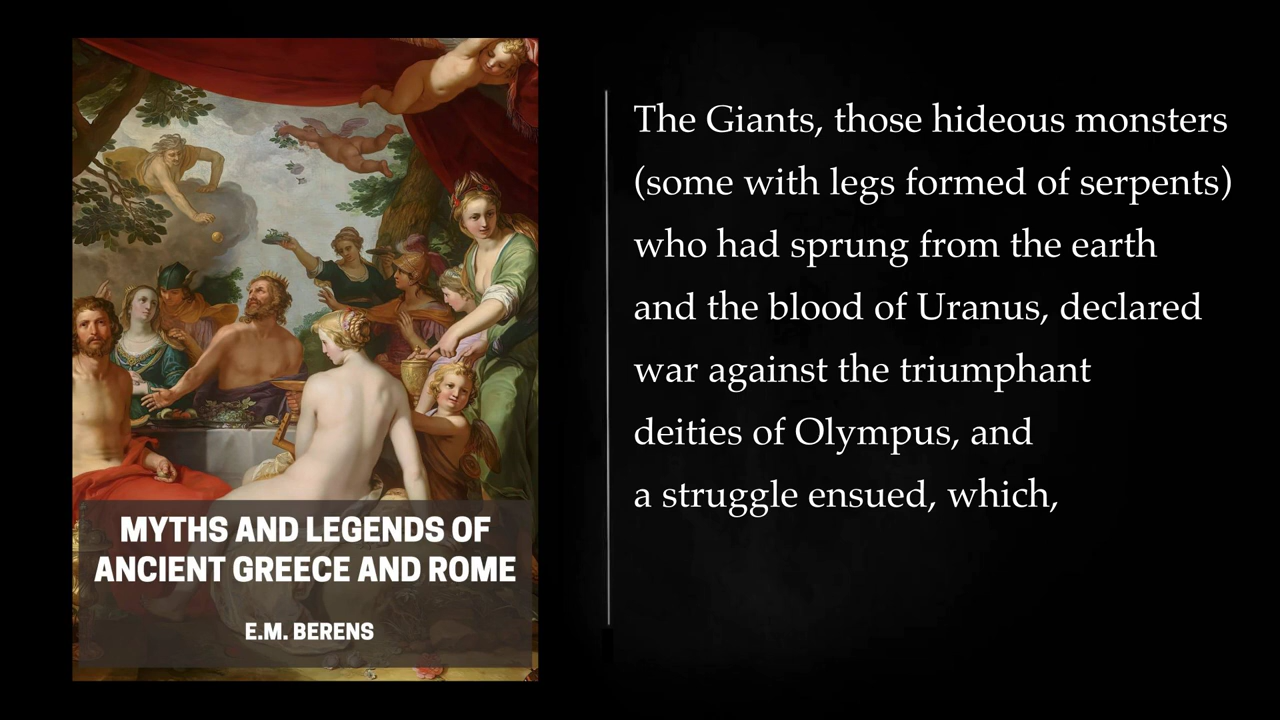 MYTHS AND LEGENDS OF
ANCIENT GREECE AND ROME
E.M. BERENS
The Giants, those hideous monsters
(some with legs formed of serpents)
who had sprung from the earth
and the blood of Uranus, declared
war against the triumphant
deities of Olympus, and
a struggle ensued, which,